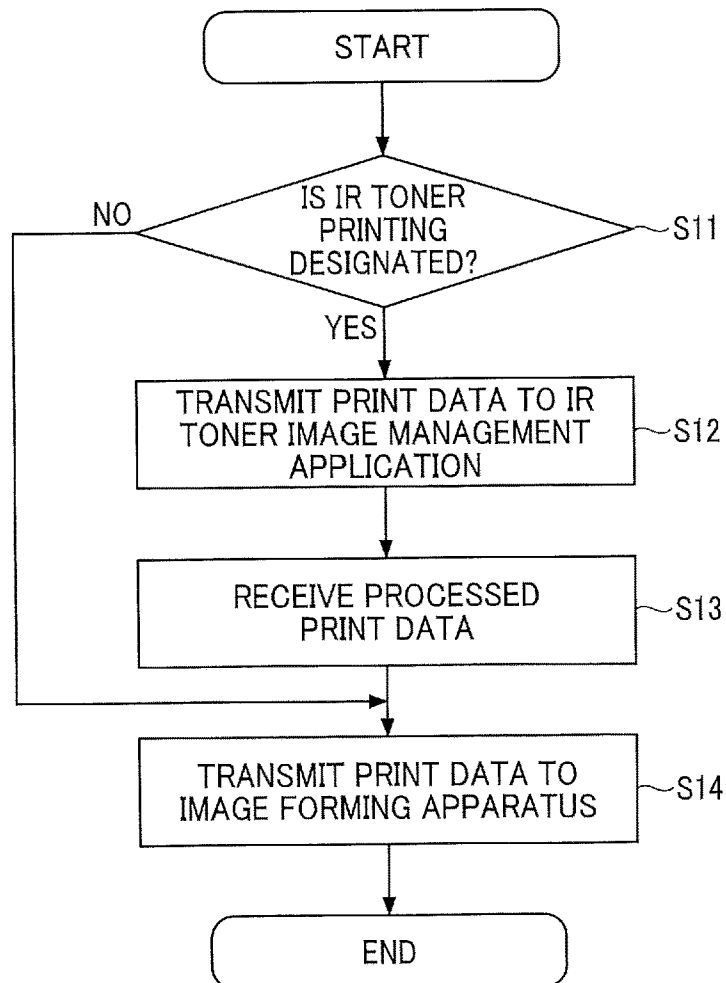 START
IS IR TONER
PRINTING
DESIGNATED?
S11
NO
YES
TRANSMIT PRINT DATA TO IR
TONER IMAGE MANAGEMENT
APPLICATION
S12
RECEIVE PROCESSED
PRINT DATA
S13
TRANSMIT PRINT DATA TO
IMAGE FORMING APPARATUS
S14
END